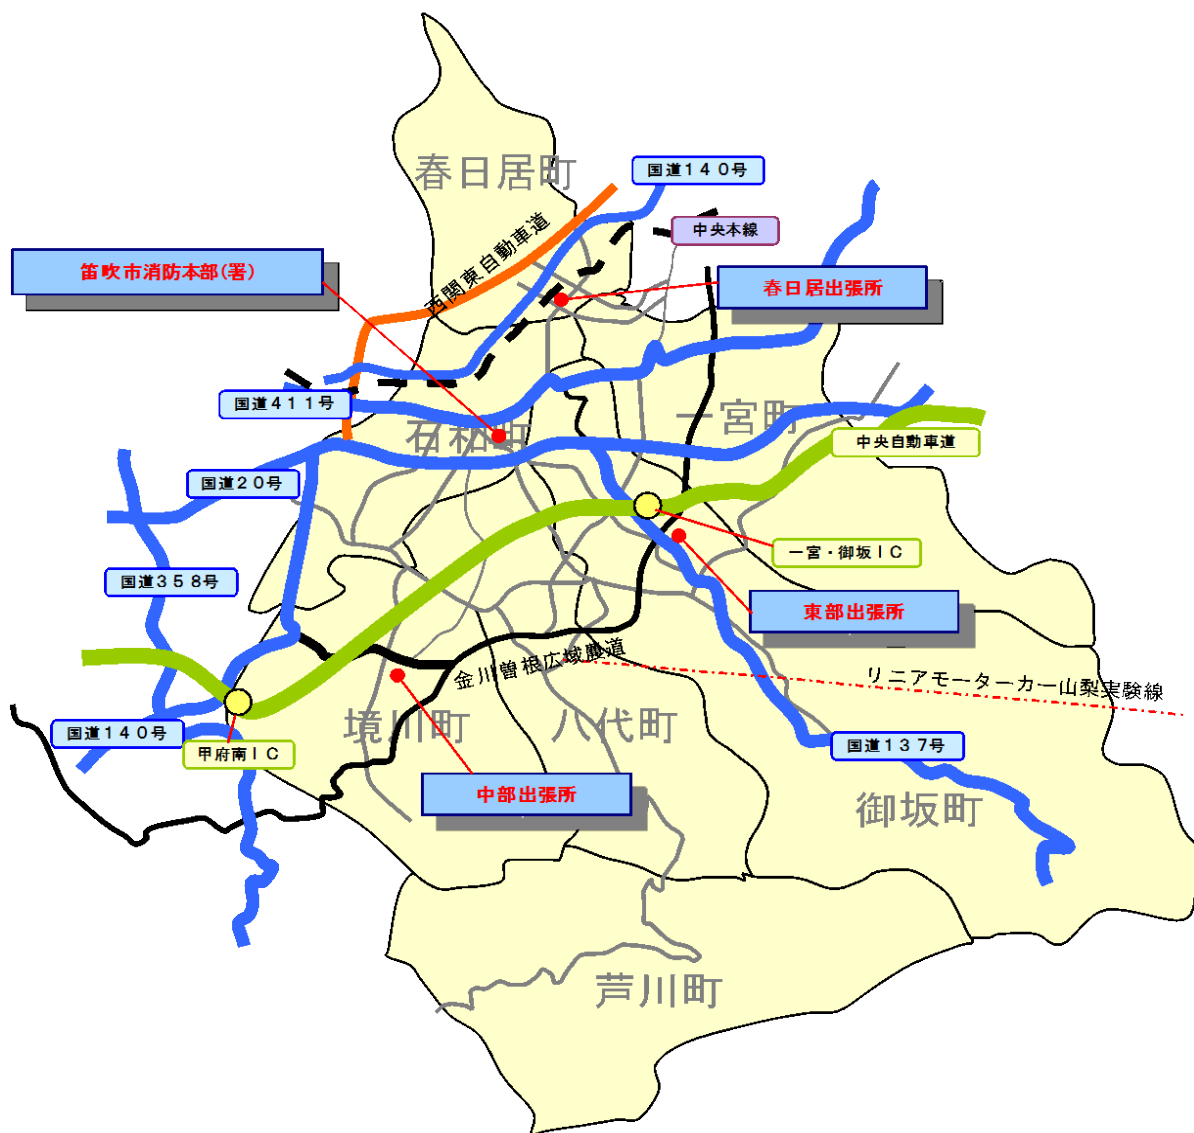 春日居町
国道１４０号
西関東自動車道
中央本線
笛吹市消防本部(署)
春日居出張所
国道４１１号
石和町
一宮町
中央自動車道
国道２０号
一宮・御坂ＩＣ
国道３５８号
東部出張所
金川曽根広域農道
リニアモーターカー山梨実験線
国道１４０号
甲府南ＩＣ
境川町
八代町
国道１３７号
中部出張所
御坂町
芦川町